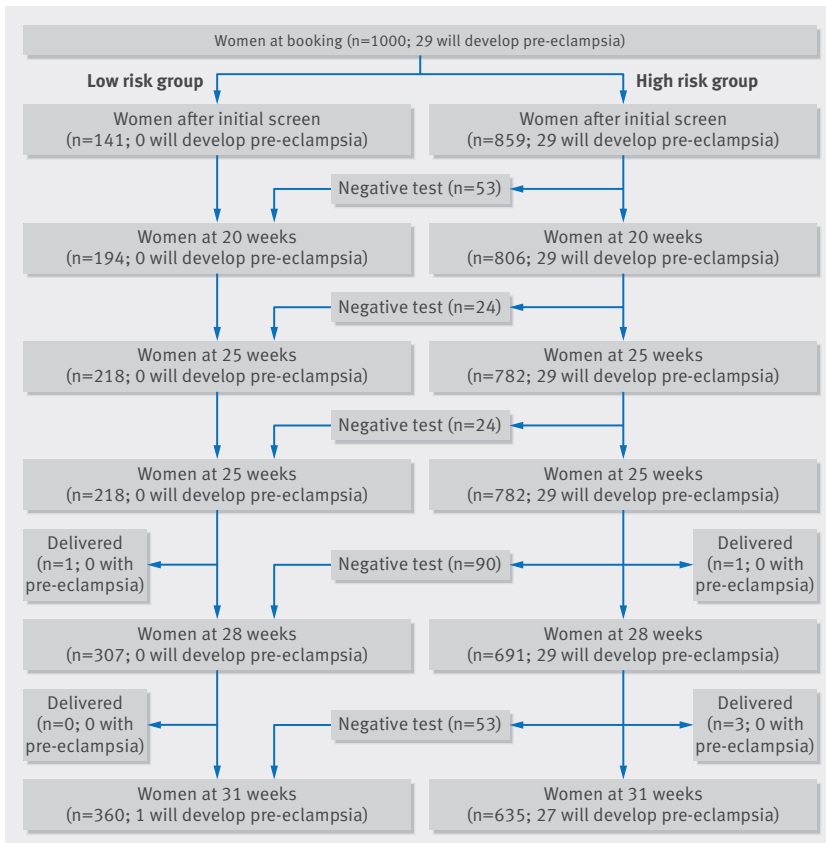 Women at booking (n=1000; 29 will develop pre-eclampsia)
Low risk group
High risk group
Women after initial screen
(n=141; 0 will develop pre-eclampsia)
Women after initial screen
(n=859; 29 will develop pre-eclampsia)
Negative test (n=53)
Women at 20 weeks
(n=194; 0 will develop pre-eclampsia)
Women at 20 weeks
(n=806; 29 will develop pre-eclampsia)
Negative test (n=24)
Women at 25 weeks
(n=218; 0 will develop pre-eclampsia)
Women at 25 weeks
(n=782; 29 will develop pre-eclampsia)
Negative test (n=24)
Women at 25 weeks
(n=218; 0 will develop pre-eclampsia)
Women at 25 weeks
(n=782; 29 will develop pre-eclampsia)
Delivered
(n=1; 0 with
pre-eclampsia)
Negative test (n=90)
Delivered
(n=1; 0 with
pre-eclampsia)
Women at 28 weeks
(n=307; 0 will develop pre-eclampsia)
Women at 28 weeks
(n=691; 29 will develop pre-eclampsia)
Delivered
(n=0; 0 with
pre-eclampsia)
Negative test (n=53)
Delivered
(n=3; 0 with
pre-eclampsia)
Women at 31 weeks
(n=360; 1 will develop pre-eclampsia)
Women at 31 weeks
(n=635; 27 will develop pre-eclampsia)